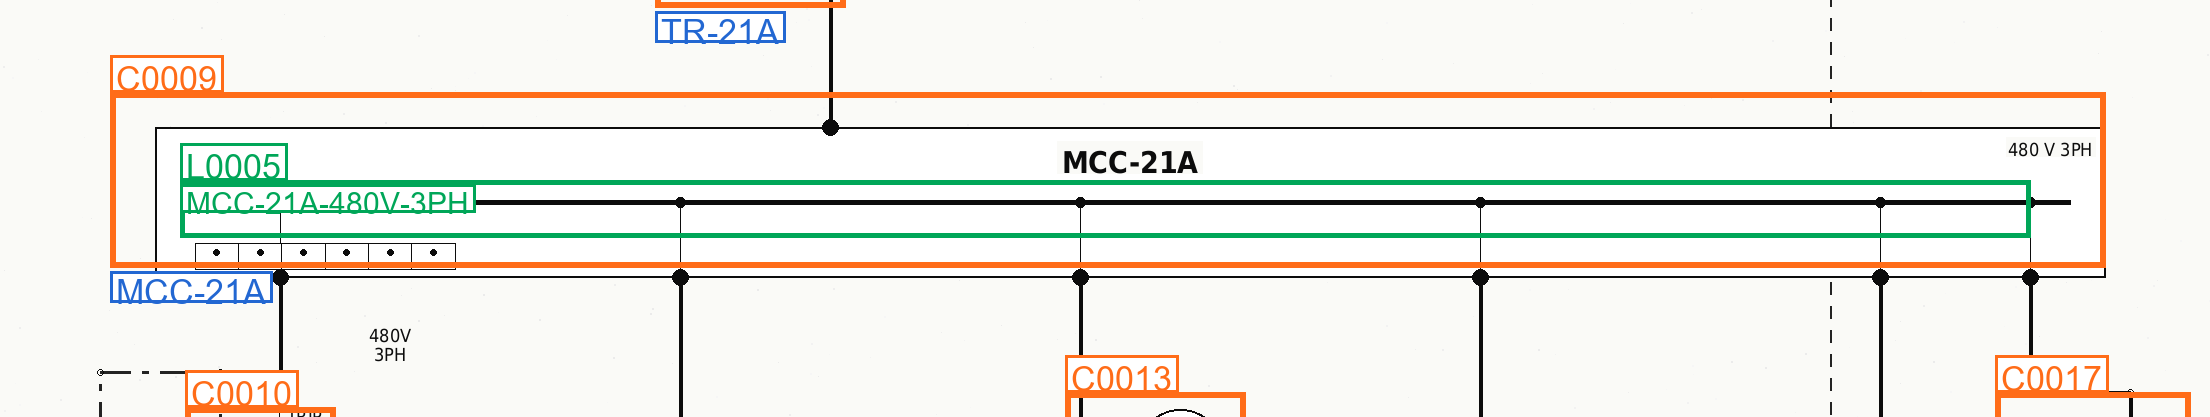 TR-21A
C0009
MCC-21A
480 V 3PH
L0005
MCC-21A-480V-3PH
MCC-21A
480V
3PH
C0010
C0013
C0017